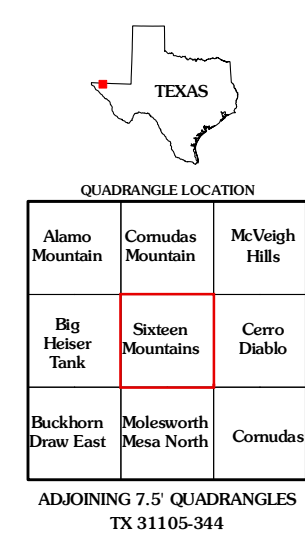 TEXAS
QUADRANGLE LOCATION
Alamo
Mountain
Cornudas
Mountain
McVeigh
Hills
Big
Heiser
Tank
Sixteen
Mountains
Cerro
Diablo
Buckhorn
Draw East
Molesworth
Mesa North
Cornudas
ADJOINING 7.5' QUADRANGLES
TX 31105-344